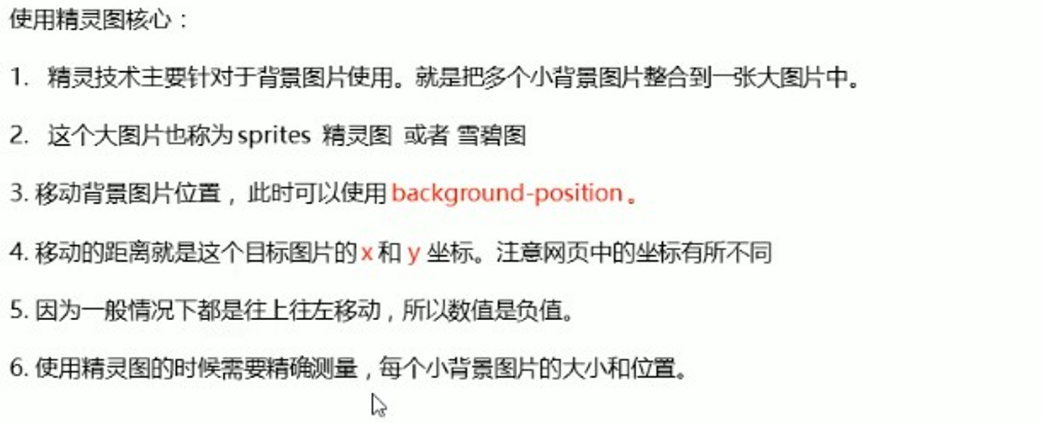 使用精灵图核心：
1. 精灵技术主要针对于背景图片使用。就是把多个小背景图片整合到一张大图片中。
2. 这个大图片也称为 sprites 精灵图 或者 雪碧图
3. 移动背景图片位置，此时可以使用 background-position 。
4. 移动的距离就是这个目标图片的 x 和 y 坐标。注意网页中的坐标有所不同
5. 因为一般情况下都是往上往左移动，所以数值是负值。
6. 使用精灵图的时候需要精确测量，每个小背景图片的大小和位置。